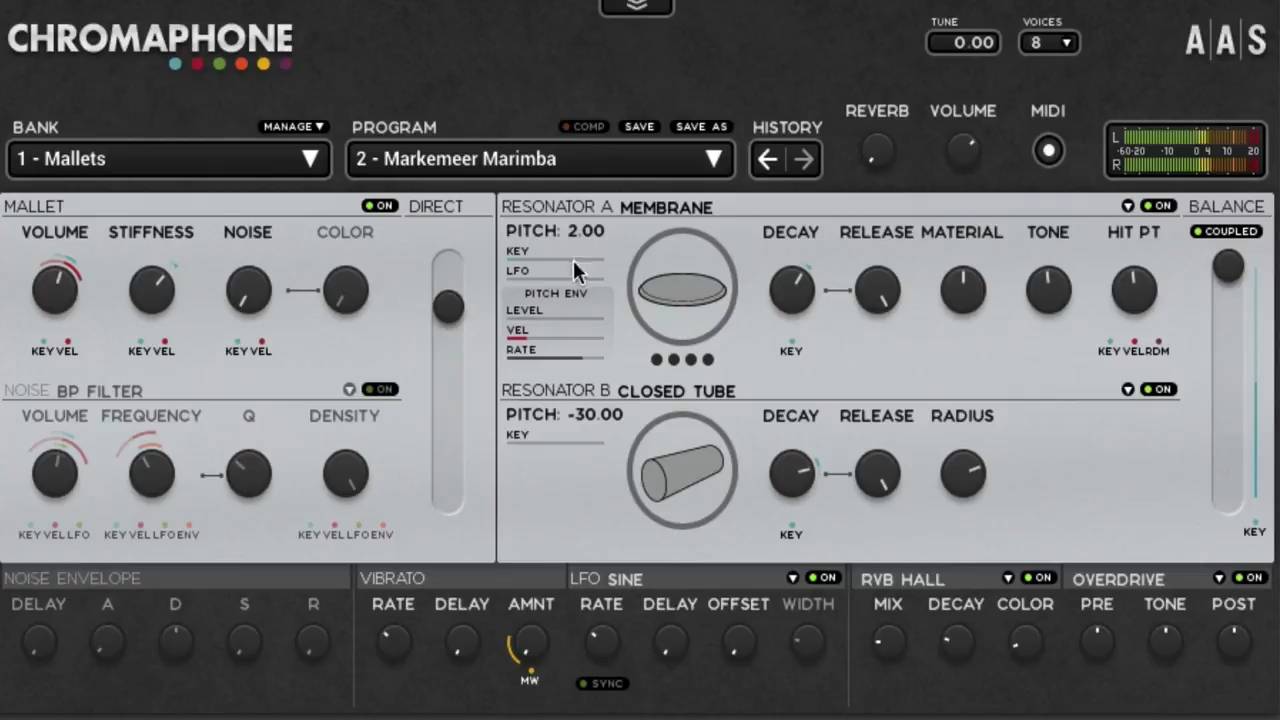 CHROMAPHONE
TUNE
0.00
VOICES
8
A|A|S
BANK
MANAGE
1 - Mallets
PROGRAM
COMP
SAVE
SAVE AS
2 - Markemeer Marimba
HISTORY
REVERB
VOLUME
MIDI
L
-60-20 -10 0 4 10 20
R
MALLET
ON
DIRECT
VOLUME STIFFNESS NOISE COLOR
KEY VEL KEY VEL KEY VEL
NOISE BP FILTER
ON
VOLUME FREQUENCY Q DENSITY
KEY VEL LFO KEY VEL LFO ENV KEY VEL LFO ENV
RESONATOR A MEMBRANE
ON
PITCH: 2.00
KEY
LFO
PITCH ENV
LEVEL
VEL
RATE
DECAY RELEASE MATERIAL TONE HIT PT
KEY KEY VEL RDM
RESONATOR B CLOSED TUBE
ON
PITCH: -30.00
KEY
DECAY RELEASE RADIUS
KEY
BALANCE
COUPLED
KEY
NOISE ENVELOPE
DELAY A D S R
VIBRATO
RATE DELAY AMNT
MW
LFO SINE
ON
RATE DELAY OFFSET WIDTH
SYNC
RVB HALL
ON
MIX DECAY COLOR
OVERDRIVE
ON
PRE TONE POST